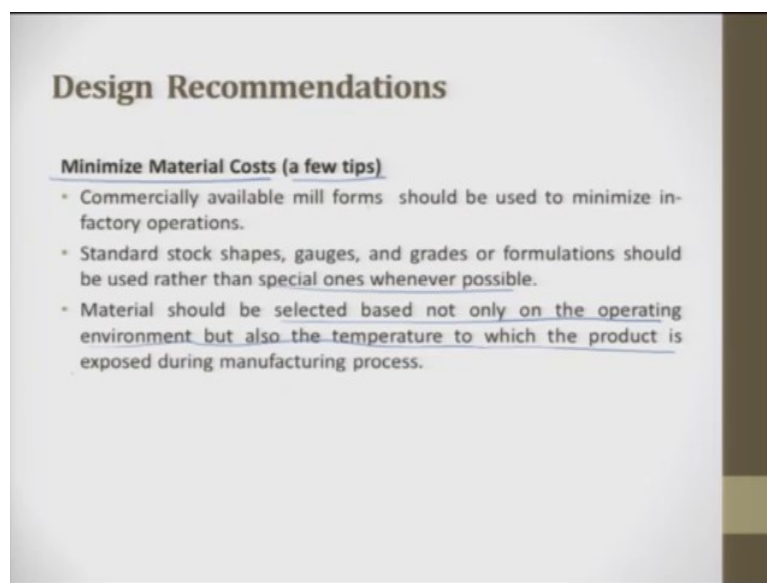 Design Recommendations
Minimize Material Costs (a few tips)
• Commercially available mill forms should be used to minimize in-
factory operations.
• Standard stock shapes, gauges, and grades or formulations should
be used rather than special ones whenever possible.
• Material should be selected based not only on the operating
environment but also the temperature to which the product is
exposed during manufacturing process.